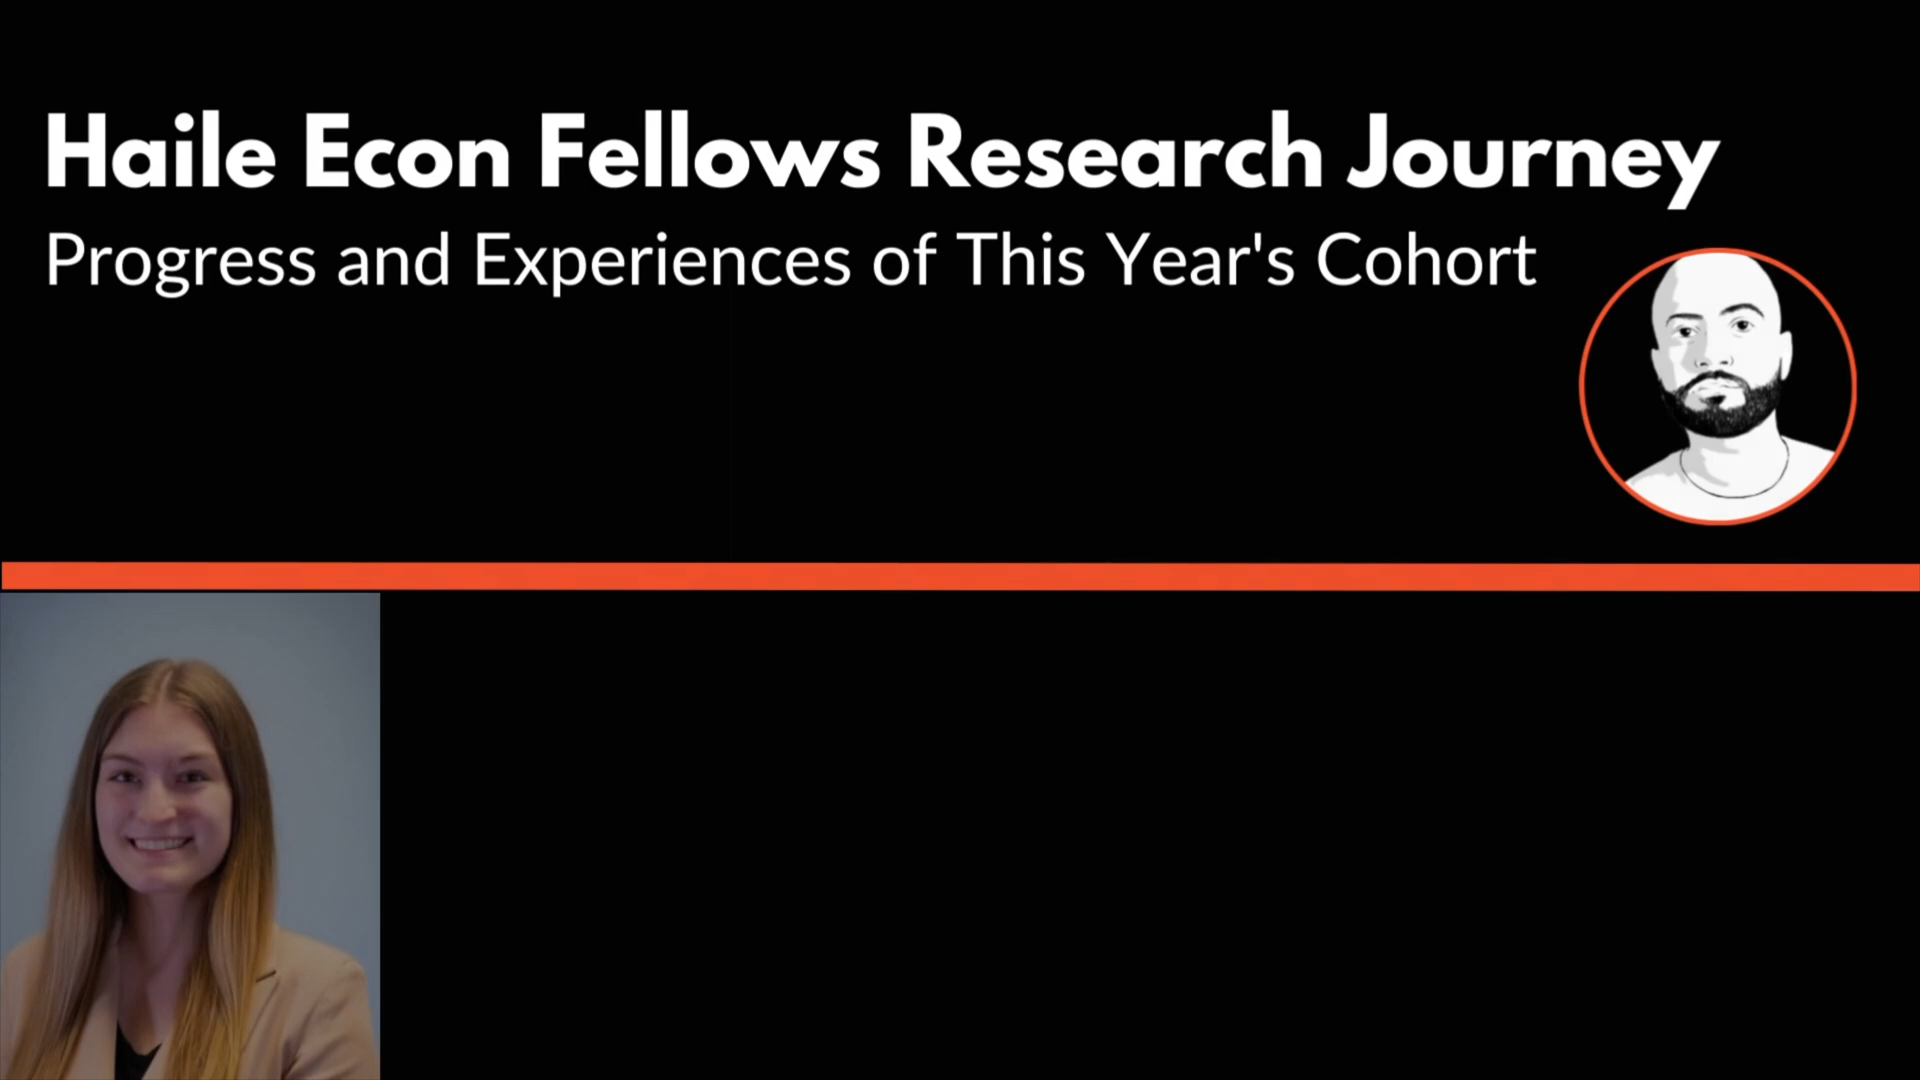 Haile Econ Fellows Research Journey
Progress and Experiences of This Year's Cohort